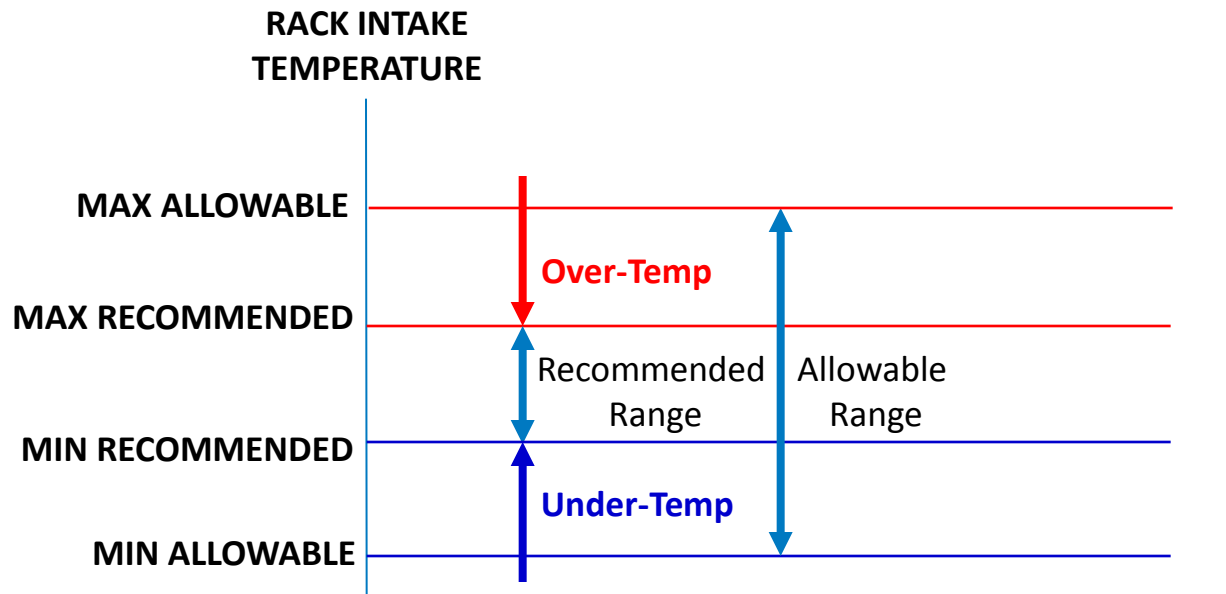 RACK INTAKE
TEMPERATURE
MAX ALLOWABLE
Over-Temp
MAX RECOMMENDED
Recommended
Range
Allowable
Range
MIN RECOMMENDED
Under-Temp
MIN ALLOWABLE